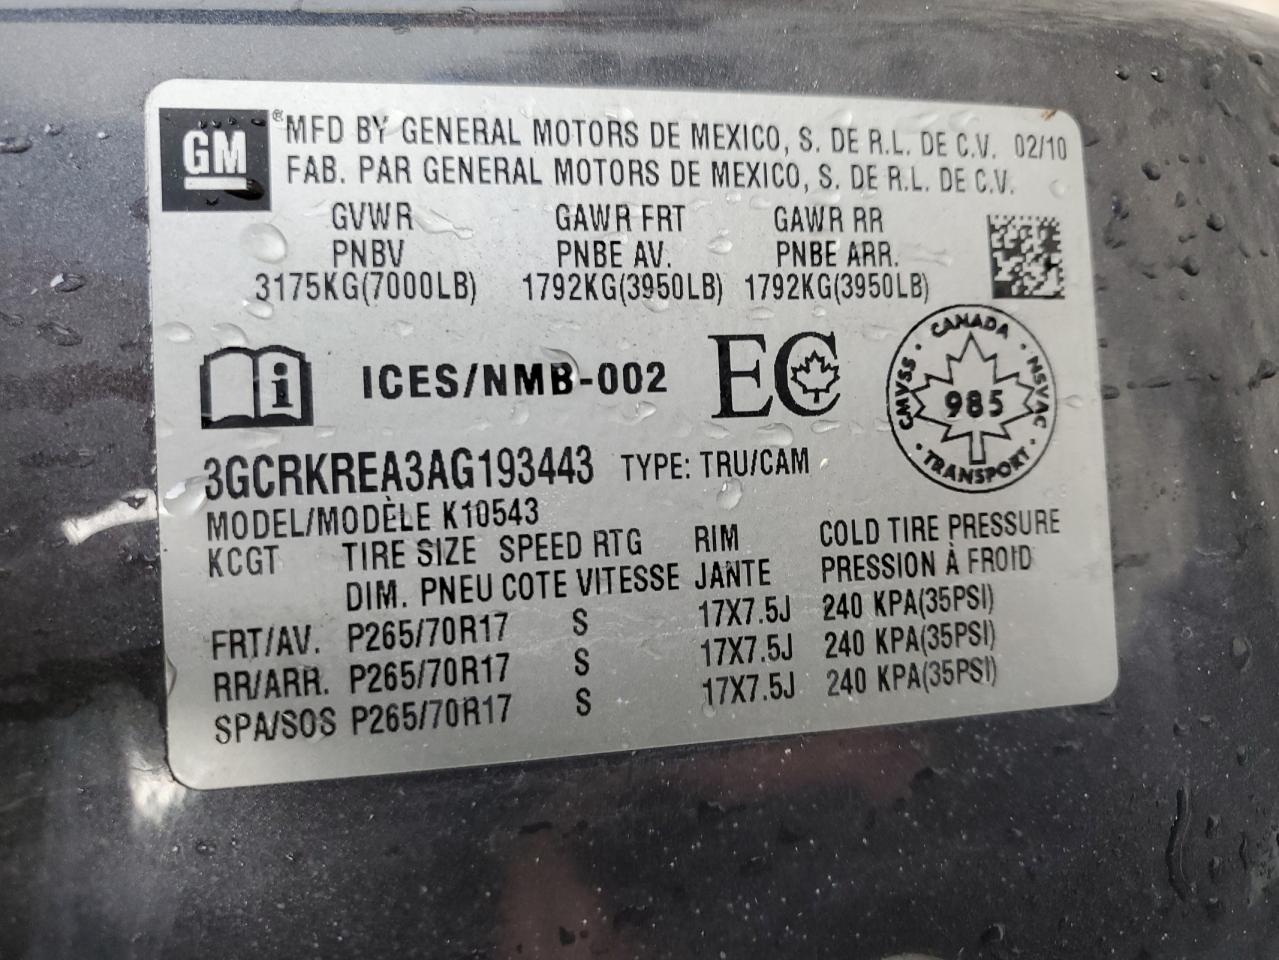 GM ® MFD BY GENERAL MOTORS DE MEXICO, S. DE R.L. DE C.V. 02/10
FAB. PAR GENERAL MOTORS DE MEXICO, S. DE R.L. DE C.V.
GVWR GAWR FRT GAWR RR
PNBV PNBE AV. PNBE ARR.
3175KG(7000LB) 1792KG(3950LB) 1792KG(3950LB)
i ICES/NMB-002 EC
CANADA · NSVAC · TRANSPORT · CMVSS ·
985
3GCRKREA3AG193443 TYPE: TRU/CAM
MODEL/MODÈLE K10543
KCGT TIRE SIZE SPEED RTG RIM COLD TIRE PRESSURE
DIM. PNEU COTE VITESSE JANTE PRESSION À FROID
FRT/AV. P265/70R17 S 17X7.5J 240 KPA(35PSI)
RR/ARR. P265/70R17 S 17X7.5J 240 KPA(35PSI)
SPA/SOS P265/70R17 S 17X7.5J 240 KPA(35PSI)